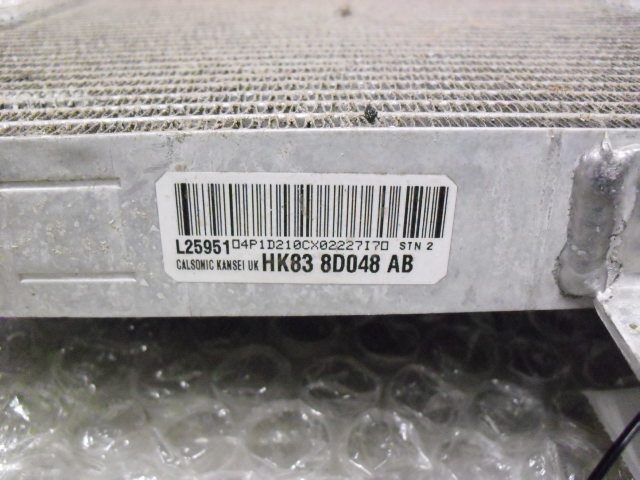 L25951 04P1D210CX02227I70 STN 2
CALSONIC KANSEI UK HK83 8D048 AB